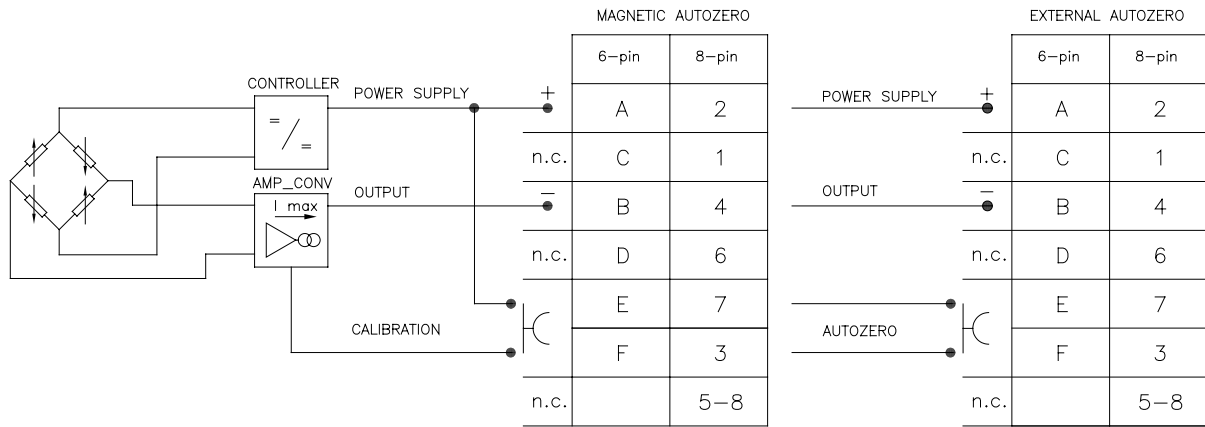 MAGNETIC AUTOZERO
EXTERNAL AUTOZERO
6-pin 8-pin
6-pin 8-pin
CONTROLLER
= / =
POWER SUPPLY
+ A 2
POWER SUPPLY
+ A 2
n.c. C 1
n.c. C 1
AMP_CONV
I max
OUTPUT
- B 4
OUTPUT
- B 4
n.c. D 6
n.c. D 6
E 7
E 7
CALIBRATION
F 3
AUTOZERO
F 3
n.c. 5-8
n.c. 5-8